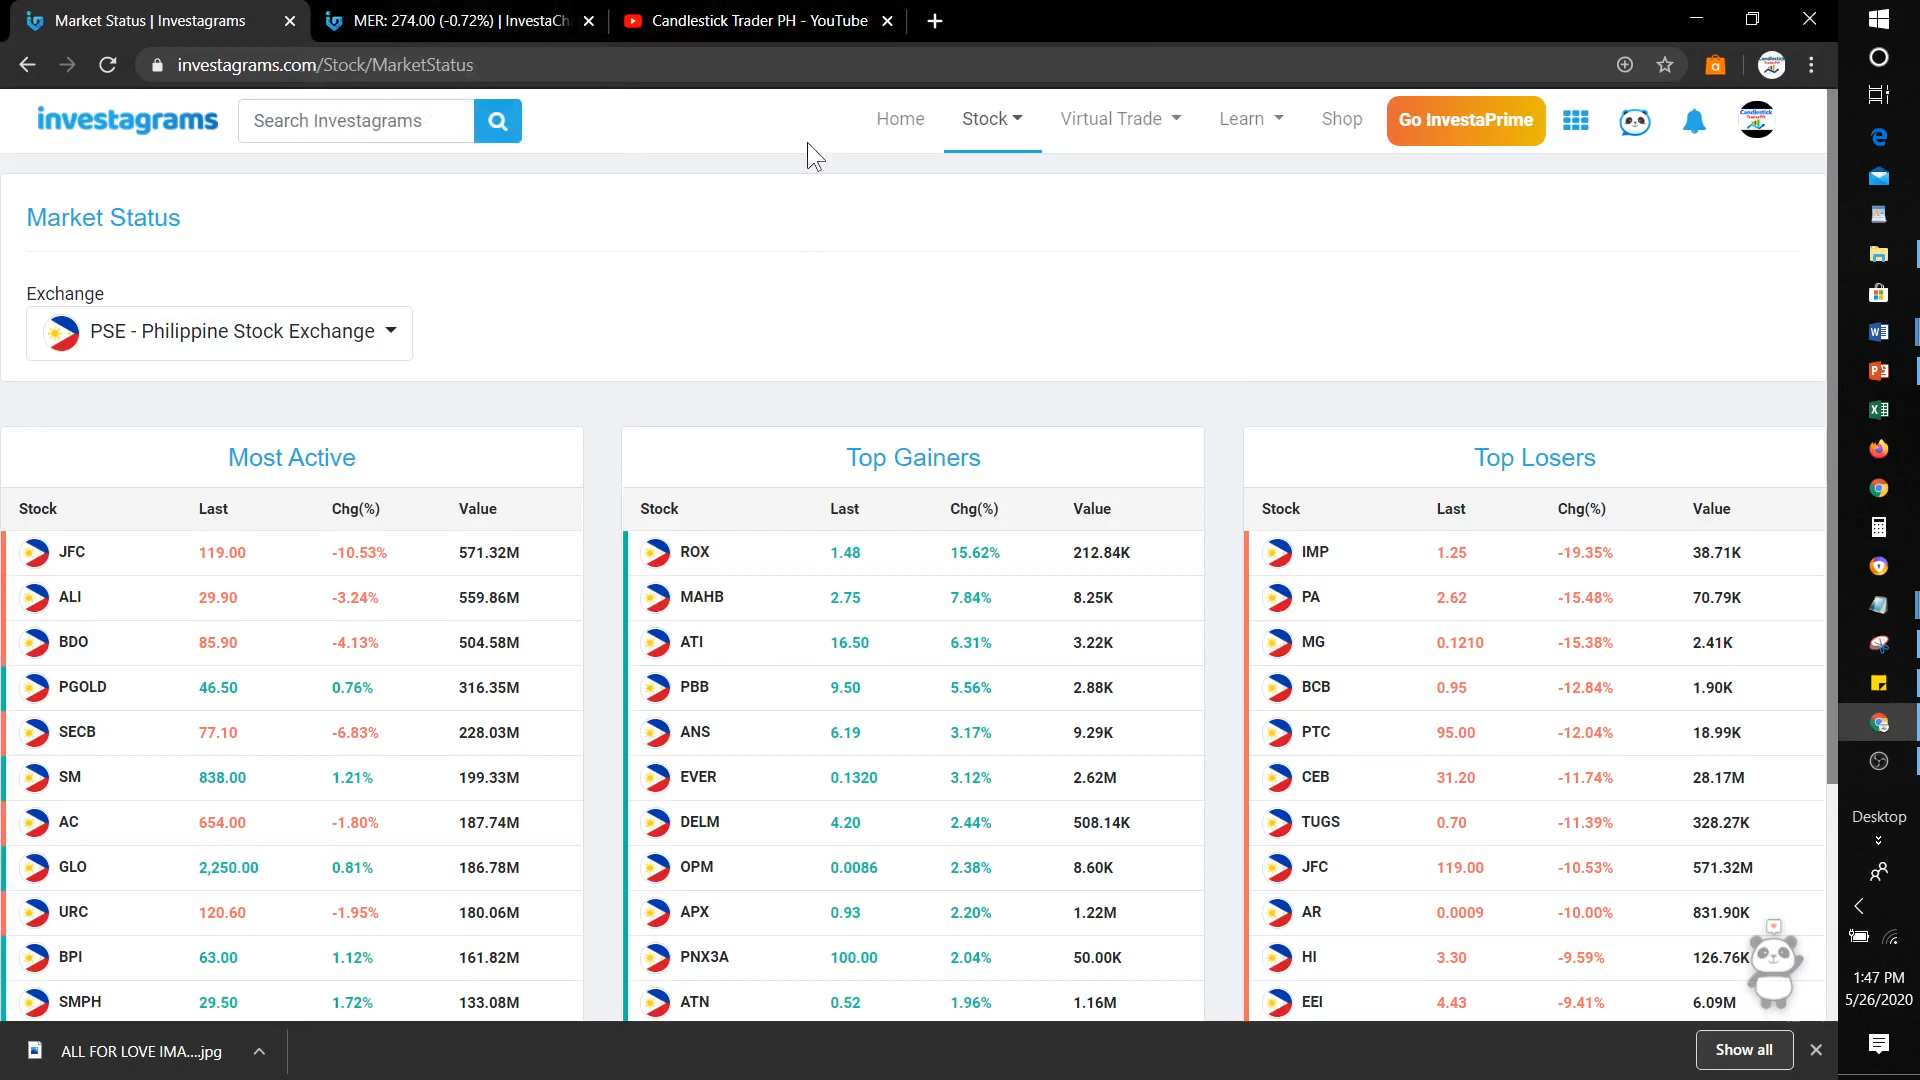 Market Status | Investagrams
MER: 274.00 (-0.72%) | InvestaCh
Candlestick Trader PH - YouTube
investagrams.com/Stock/MarketStatus
investagrams
Search Investagrams
Home
Stock
Virtual Trade
Learn
Shop
Go InvestaPrime
Market Status
Exchange
PSE - Philippine Stock Exchange
Most Active
Stock Last Chg(%) Value
JFC 119.00 -10.53% 571.32M
ALI 29.90 -3.24% 559.86M
BDO 85.90 -4.13% 504.58M
PGOLD 46.50 0.76% 316.35M
SECB 77.10 -6.83% 228.03M
SM 838.00 1.21% 199.33M
AC 654.00 -1.80% 187.74M
GLO 2,250.00 0.81% 186.78M
URC 120.60 -1.95% 180.06M
BPI 63.00 1.12% 161.82M
SMPH 29.50 1.72% 133.08M
Top Gainers
Stock Last Chg(%) Value
ROX 1.48 15.62% 212.84K
MAHB 2.75 7.84% 8.25K
ATI 16.50 6.31% 3.22K
PBB 9.50 5.56% 2.88K
ANS 6.19 3.17% 9.29K
EVER 0.1320 3.12% 2.62M
DELM 4.20 2.44% 508.14K
OPM 0.0086 2.38% 8.60K
APX 0.93 2.20% 1.22M
PNX3A 100.00 2.04% 50.00K
ATN 0.52 1.96% 1.16M
Top Losers
Stock Last Chg(%) Value
IMP 1.25 -19.35% 38.71K
PA 2.62 -15.48% 70.79K
MG 0.1210 -15.38% 2.41K
BCB 0.95 -12.84% 1.90K
PTC 95.00 -12.04% 18.99K
CEB 31.20 -11.74% 28.17M
TUGS 0.70 -11.39% 328.27K
JFC 119.00 -10.53% 571.32M
AR 0.0009 -10.00% 831.90K
HI 3.30 -9.59% 126.76K
EEI 4.43 -9.41% 6.09M
ALL FOR LOVE IMA....jpg
Show all
Desktop
1:47 PM
5/26/2020